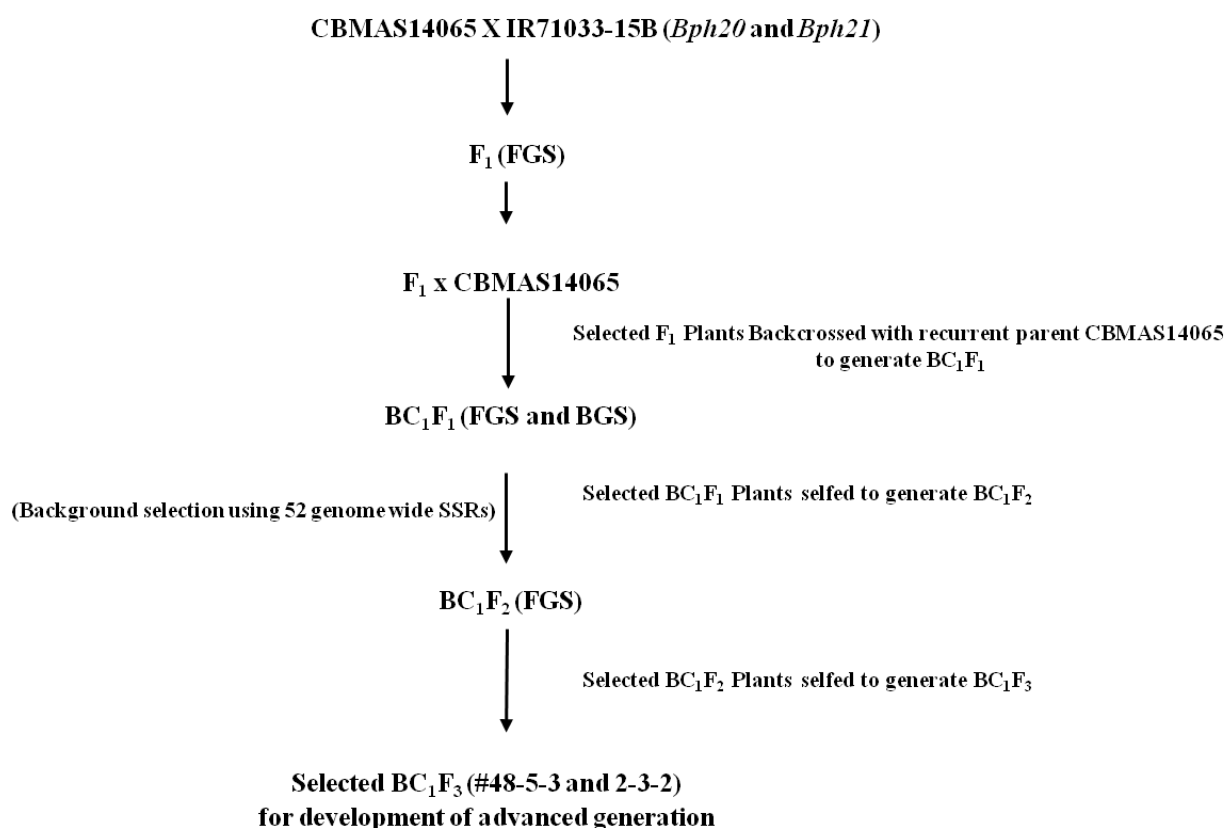 CBMAS14065 X IR71033-15B (Bph20 and Bph21)
F₁ (FGS)
F₁ x CBMAS14065
Selected F₁ Plants Backcrossed with recurrent parent CBMAS14065
to generate BC₁F₁
BC₁F₁ (FGS and BGS)
(Background selection using 52 genome wide SSRs)
Selected BC₁F₁ Plants selfed to generate BC₁F₂
BC₁F₂ (FGS)
Selected BC₁F₂ Plants selfed to generate BC₁F₃
Selected BC₁F₃ (#48-5-3 and 2-3-2)
for development of advanced generation